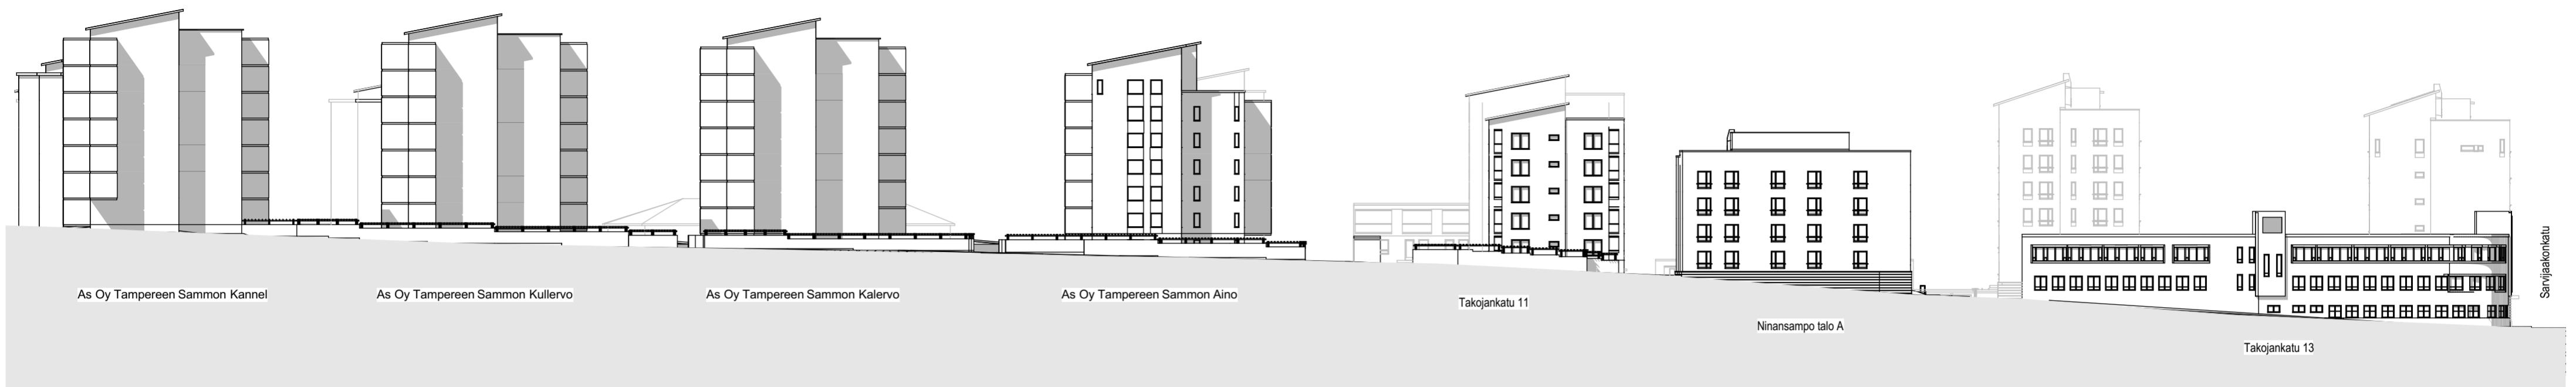 As Oy Tampereen Sammon Kannel
As Oy Tampereen Sammon Kullervo
As Oy Tampereen Sammon Kalervo
As Oy Tampereen Sammon Aino
Takojankatu 11
Ninansampo talo A
Takojankatu 13
Sarvijaakonkatu